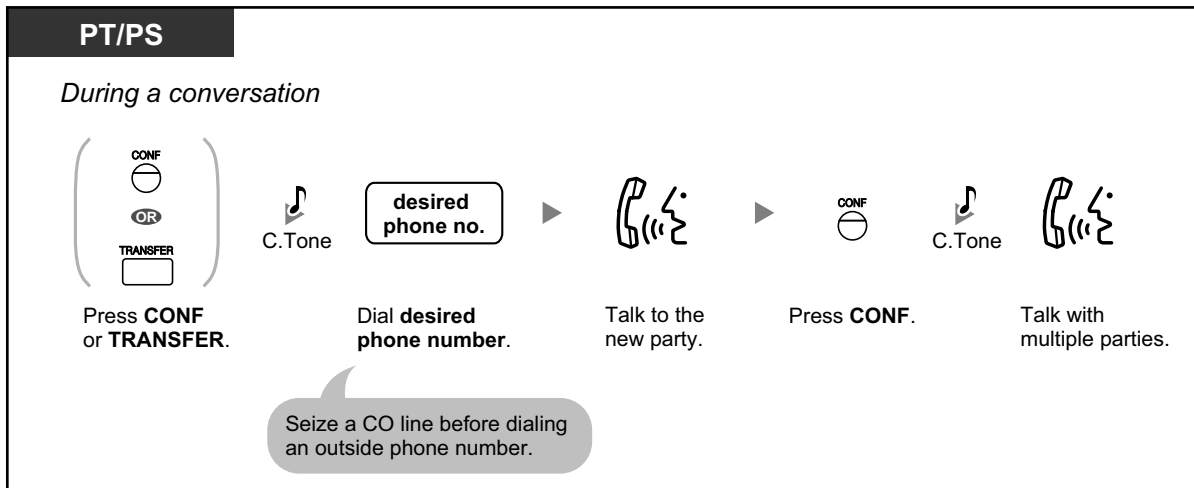 PT/PS
During a conversation
CONF
OR
TRANSFER
C.Tone
desired
phone no.
CONF
C.Tone
Press CONF
or TRANSFER.
Dial desired
phone number.
Talk to the
new party.
Press CONF.
Talk with
multiple parties.
Seize a CO line before dialing
an outside phone number.